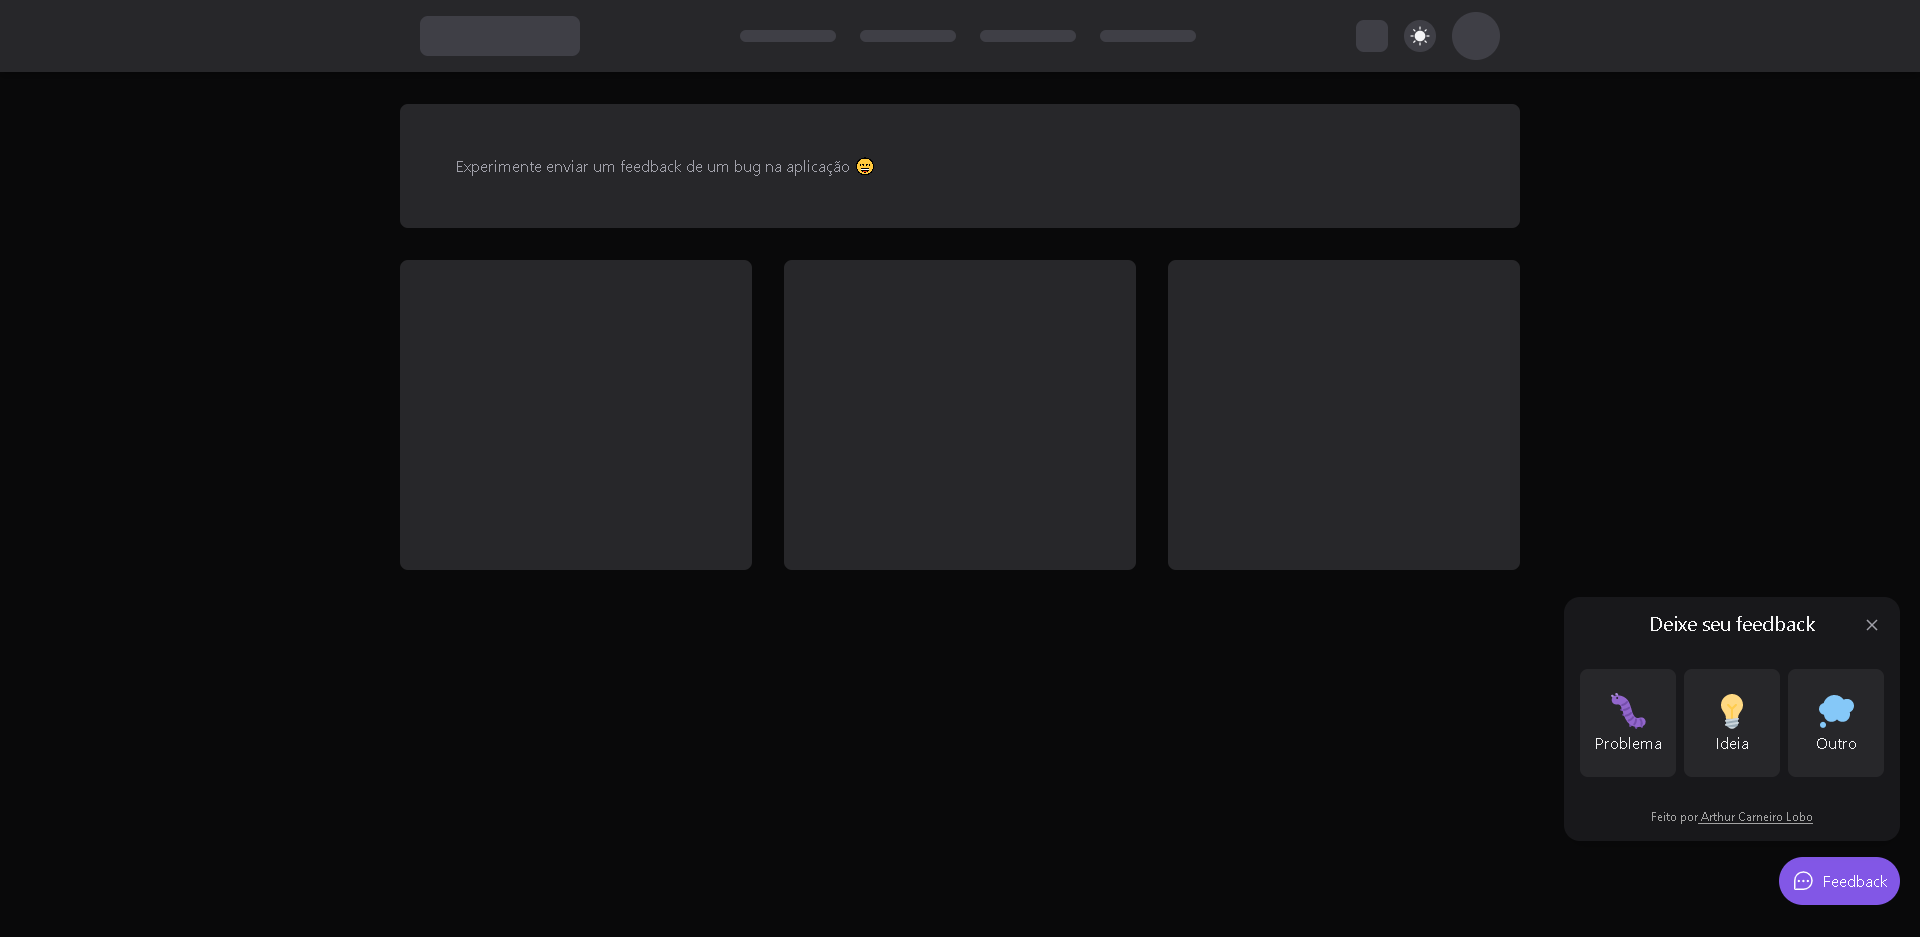 Experimente enviar um feedback de um bug na aplicação 😁
Deixe seu feedback
Problema
Ideia
Outro
Feito por Arthur Carneiro Lobo
Feedback